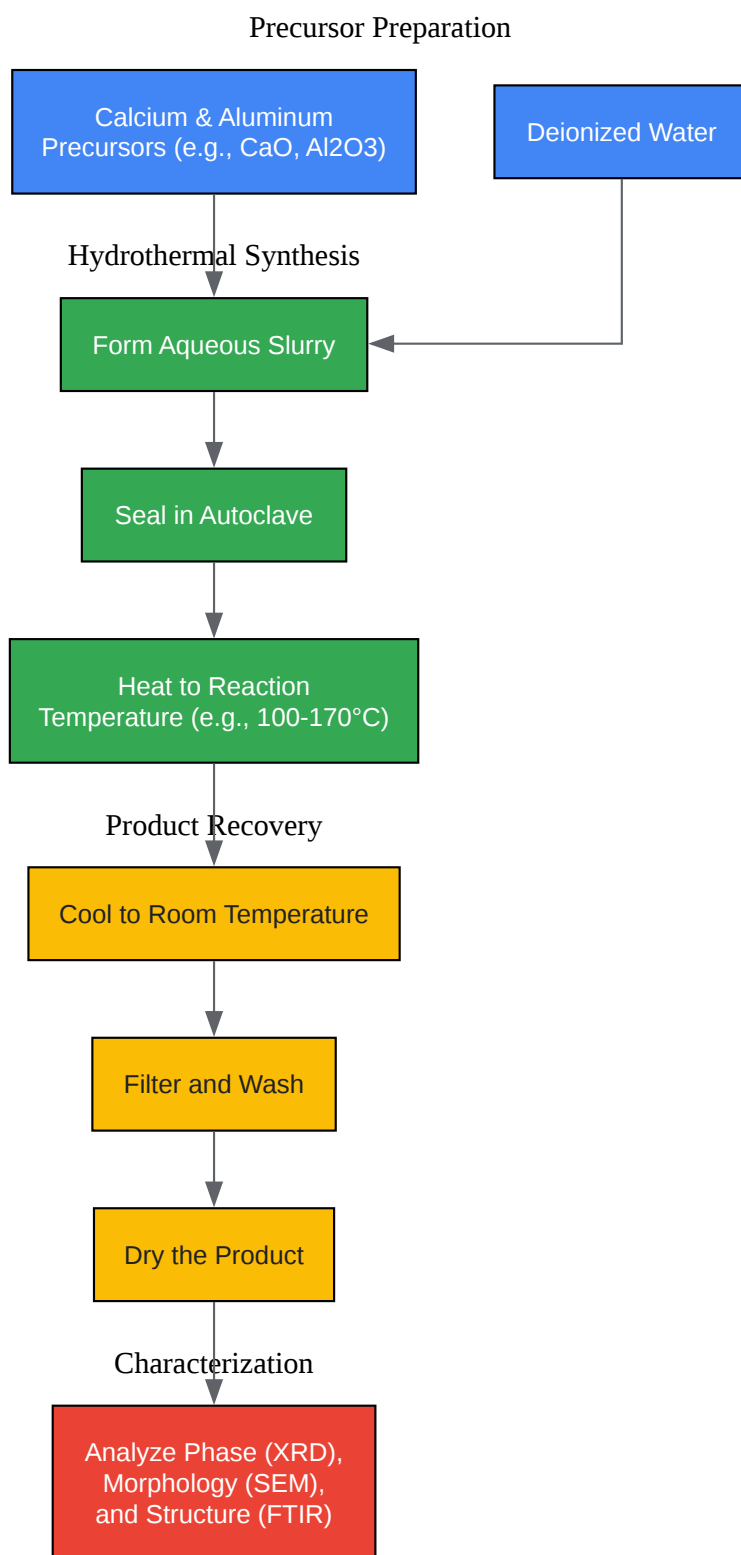 Precursor Preparation
Calcium & Aluminum
Precursors (e.g., CaO, Al2O3)
Deionized Water
Hydrothermal Synthesis
Form Aqueous Slurry
Seal in Autoclave
Heat to Reaction
Temperature (e.g., 100-170°C)
Product Recovery
Cool to Room Temperature
Filter and Wash
Dry the Product
Characterization
Analyze Phase (XRD),
Morphology (SEM),
and Structure (FTIR)